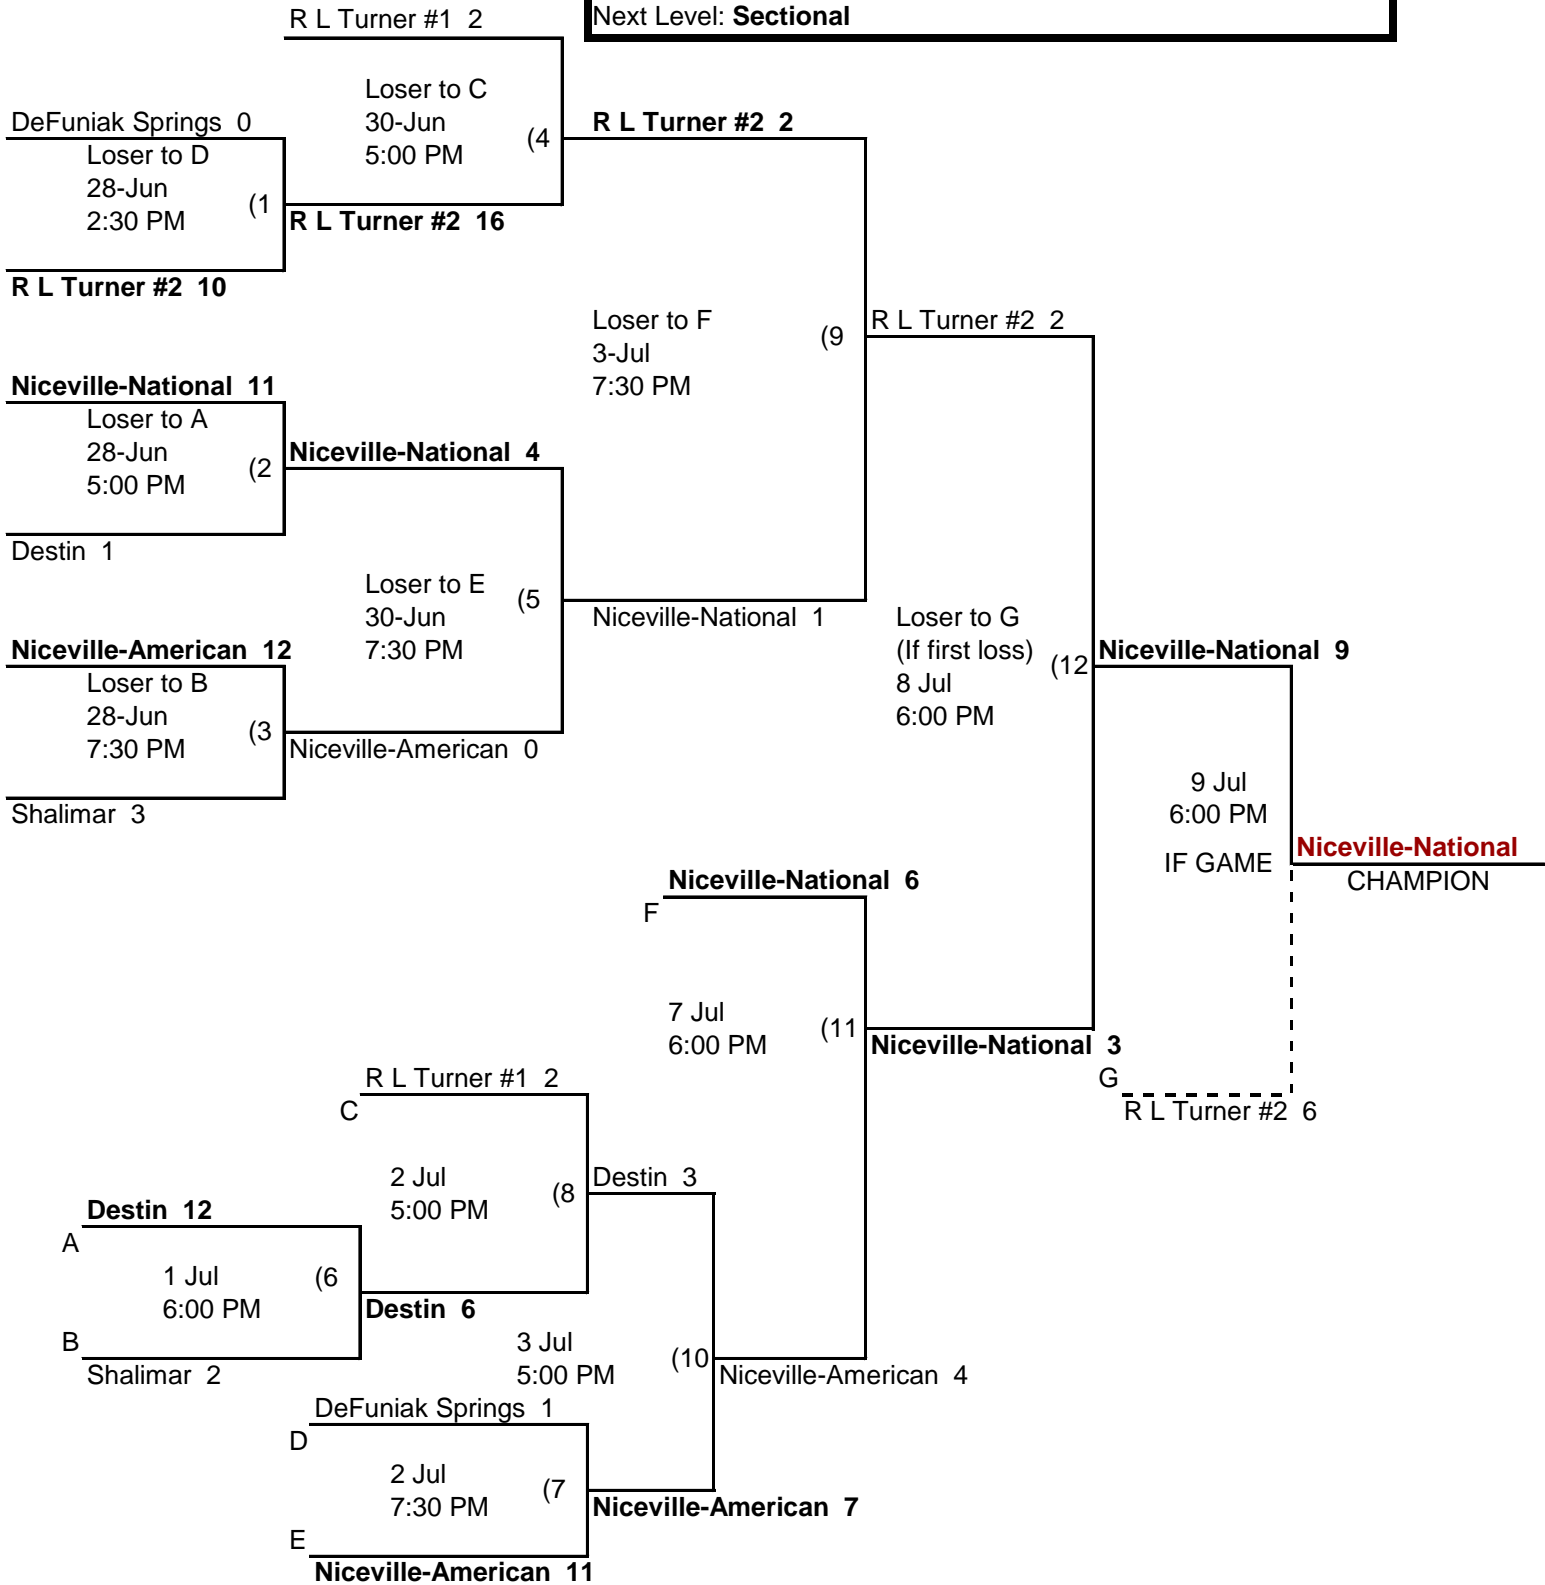 R L Turner #1  2
Next Level: Sectional
Loser to C
30-Jun
5:00 PM
(4
DeFuniak Springs  0
Loser to D
28-Jun
2:30 PM
(1
R L Turner #2  2
R L Turner #2  16
R L Turner #2  10
Loser to F
3-Jul
7:30 PM
(9
R L Turner #2  2
Niceville-National  11
Loser to A
28-Jun
5:00 PM
(2
Niceville-National  4
Destin  1
Loser to E
30-Jun
7:30 PM
(5
Niceville-National  1
Niceville-American  12
Loser to B
28-Jun
7:30 PM
(3
Niceville-American  0
Shalimar  3
Loser to G
(If first loss)
8 Jul
6:00 PM
(12
Niceville-National  9
9 Jul
6:00 PM
IF GAME
Niceville-National
CHAMPION
Niceville-National  6
F
7 Jul
6:00 PM
(11
Niceville-National  3
G
R L Turner #2  6
R L Turner #1  2
C
2 Jul
5:00 PM
(8
Destin  3
Destin  12
A
1 Jul
6:00 PM
(6
Destin  6
B
Shalimar  2
3 Jul
5:00 PM
(10
Niceville-American  4
DeFuniak Springs  1
D
2 Jul
7:30 PM
(7
Niceville-American  7
E
Niceville-American  11